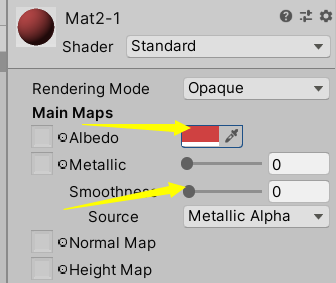 Mat2-1
Shader Standard
Rendering Mode Opaque
Main Maps
Albedo
Metallic 0
Smoothness 0
Source Metallic Alpha
Normal Map
Height Map